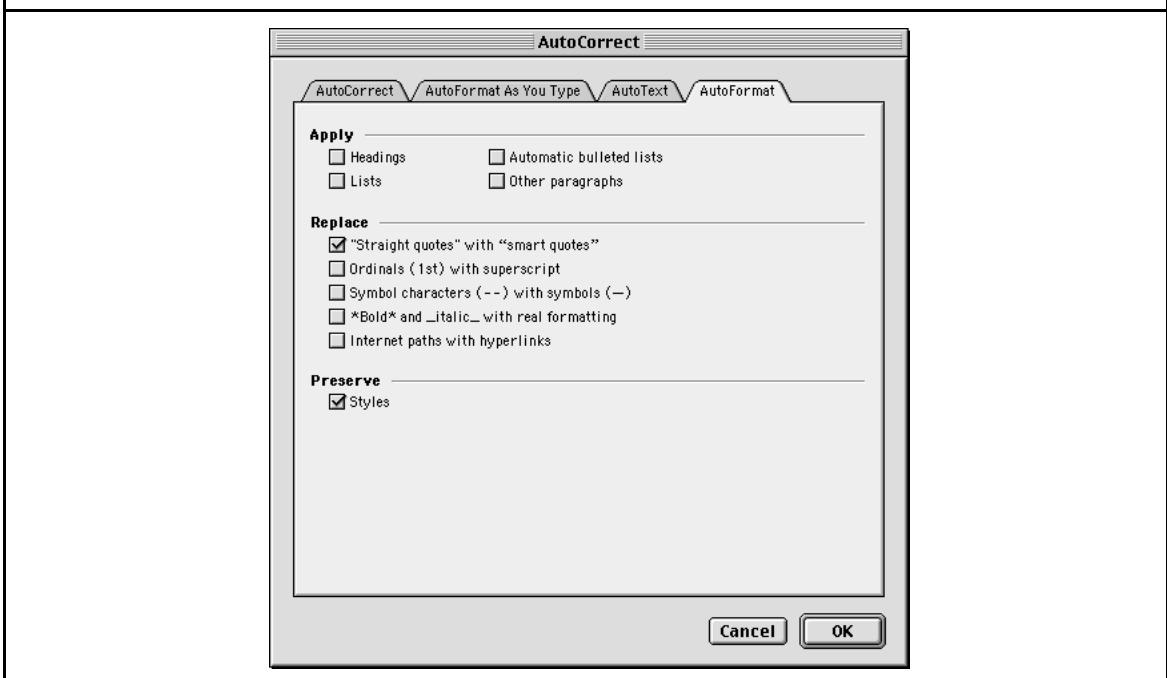 AutoCorrect
AutoCorrect AutoFormat As You Type AutoText AutoFormat
Apply
Headings Automatic bulleted lists
Lists Other paragraphs
Replace
"Straight quotes" with “smart quotes”
Ordinals (1st) with superscript
Symbol characters (--) with symbols (—)
*Bold* and _italic_ with real formatting
Internet paths with hyperlinks
Preserve
Styles
Cancel OK